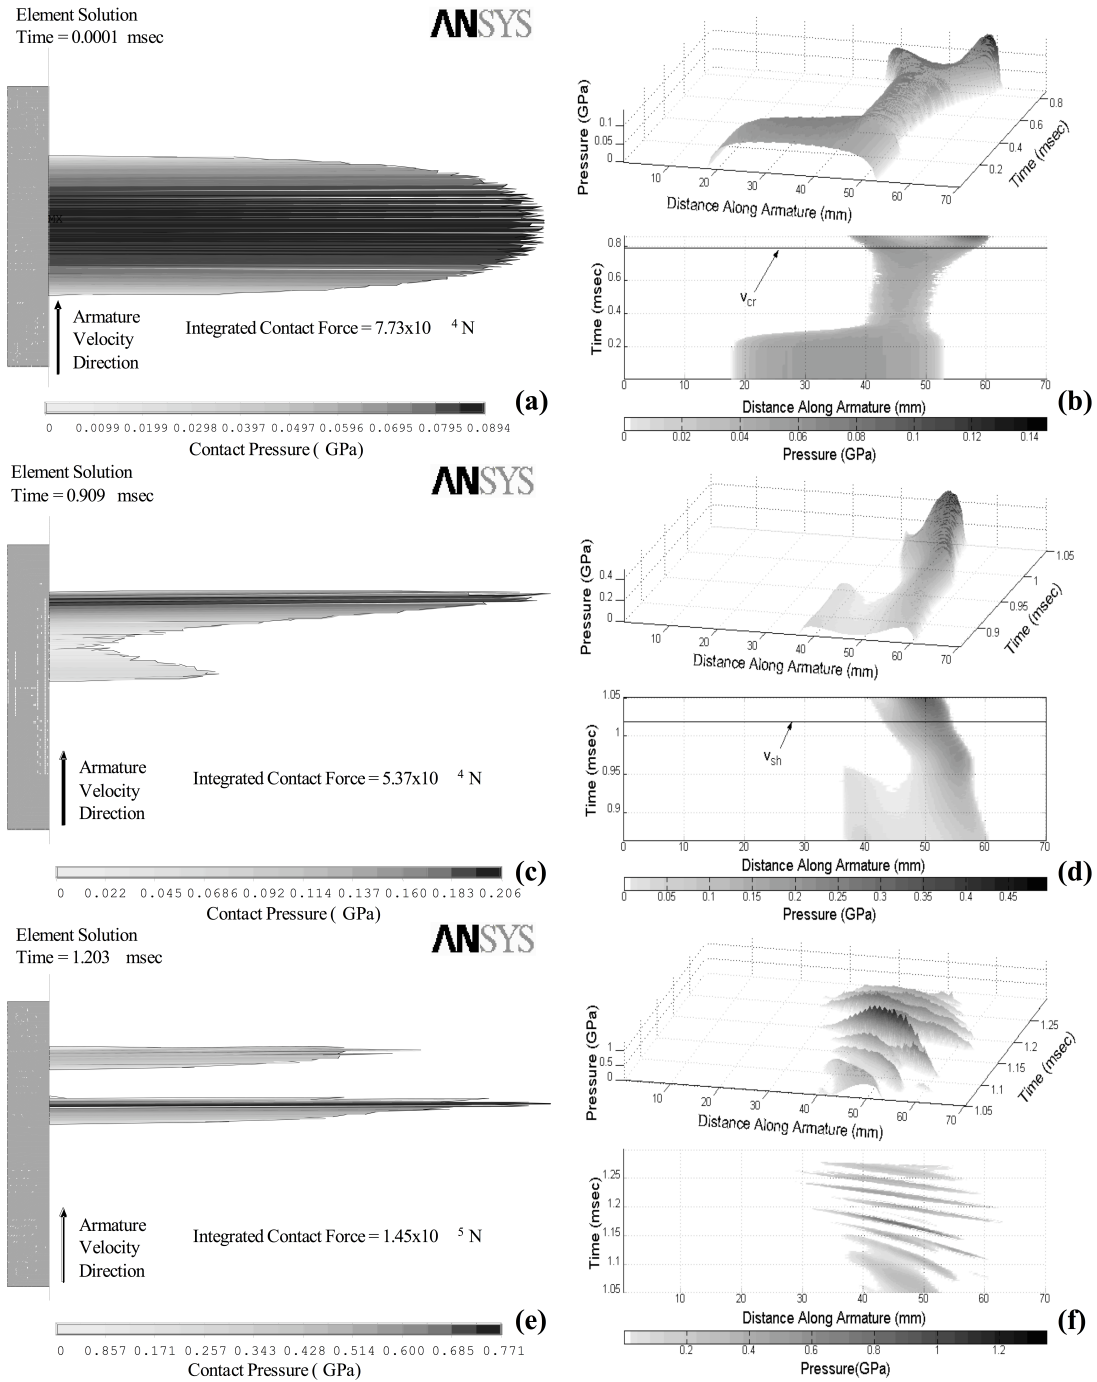 Element Solution
Time = 0.0001 msec
ANSYS
Armature
Velocity
Direction
Integrated Contact Force = 7.73x10 4 N
(a)
0 0.0099 0.0199 0.0298 0.0397 0.0497 0.0596 0.0695 0.0795 0.0894
Contact Pressure ( GPa)
Pressure (GPa)
0.1
0.05
0
10 20 30 40 50 60 70
Distance Along Armature (mm)
0.2 0.4 0.6 0.8
Time (msec)
0.8
0.6
0.4
0.2
Time (msec)
v cr
0 10 20 30 40 50 60 70
Distance Along Armature (mm)
(b)
0 0.02 0.04 0.06 0.08 0.1 0.12 0.14
Pressure (GPa)
Element Solution
Time = 0.909 msec
ANSYS
Armature
Velocity
Direction
Integrated Contact Force = 5.37x10 4 N
(c)
0 0.022 0.045 0.0686 0.092 0.114 0.137 0.160 0.183 0.206
Contact Pressure ( GPa)
Pressure (GPa)
0.4
0.2
0
10 20 30 40 50 60 70
Distance Along Armature (mm)
0.9 0.95 1 1.05
Time (msec)
1.05
1
0.95
0.9
Time (msec)
v sh
0 10 20 30 40 50 60 70
Distance Along Armature (mm)
(d)
0 0.05 0.1 0.15 0.2 0.25 0.3 0.35 0.4 0.45
Pressure (GPa)
Element Solution
Time = 1.203 msec
ANSYS
Armature
Velocity
Direction
Integrated Contact Force = 1.45x10 5 N
(e)
0 0.857 0.171 0.257 0.343 0.428 0.514 0.600 0.685 0.771
Contact Pressure ( GPa)
Pressure (GPa)
1
0.5
0
10 20 30 40 50 60 70
Distance Along Armature (mm)
1.05 1.1 1.15 1.2 1.25
Time (msec)
1.25
1.2
1.15
1.1
1.05
Time (msec)
10 20 30 40 50 60 70
Distance Along Armature (mm)
(f)
0.2 0.4 0.6 0.8 1 1.2
Pressure(GPa)